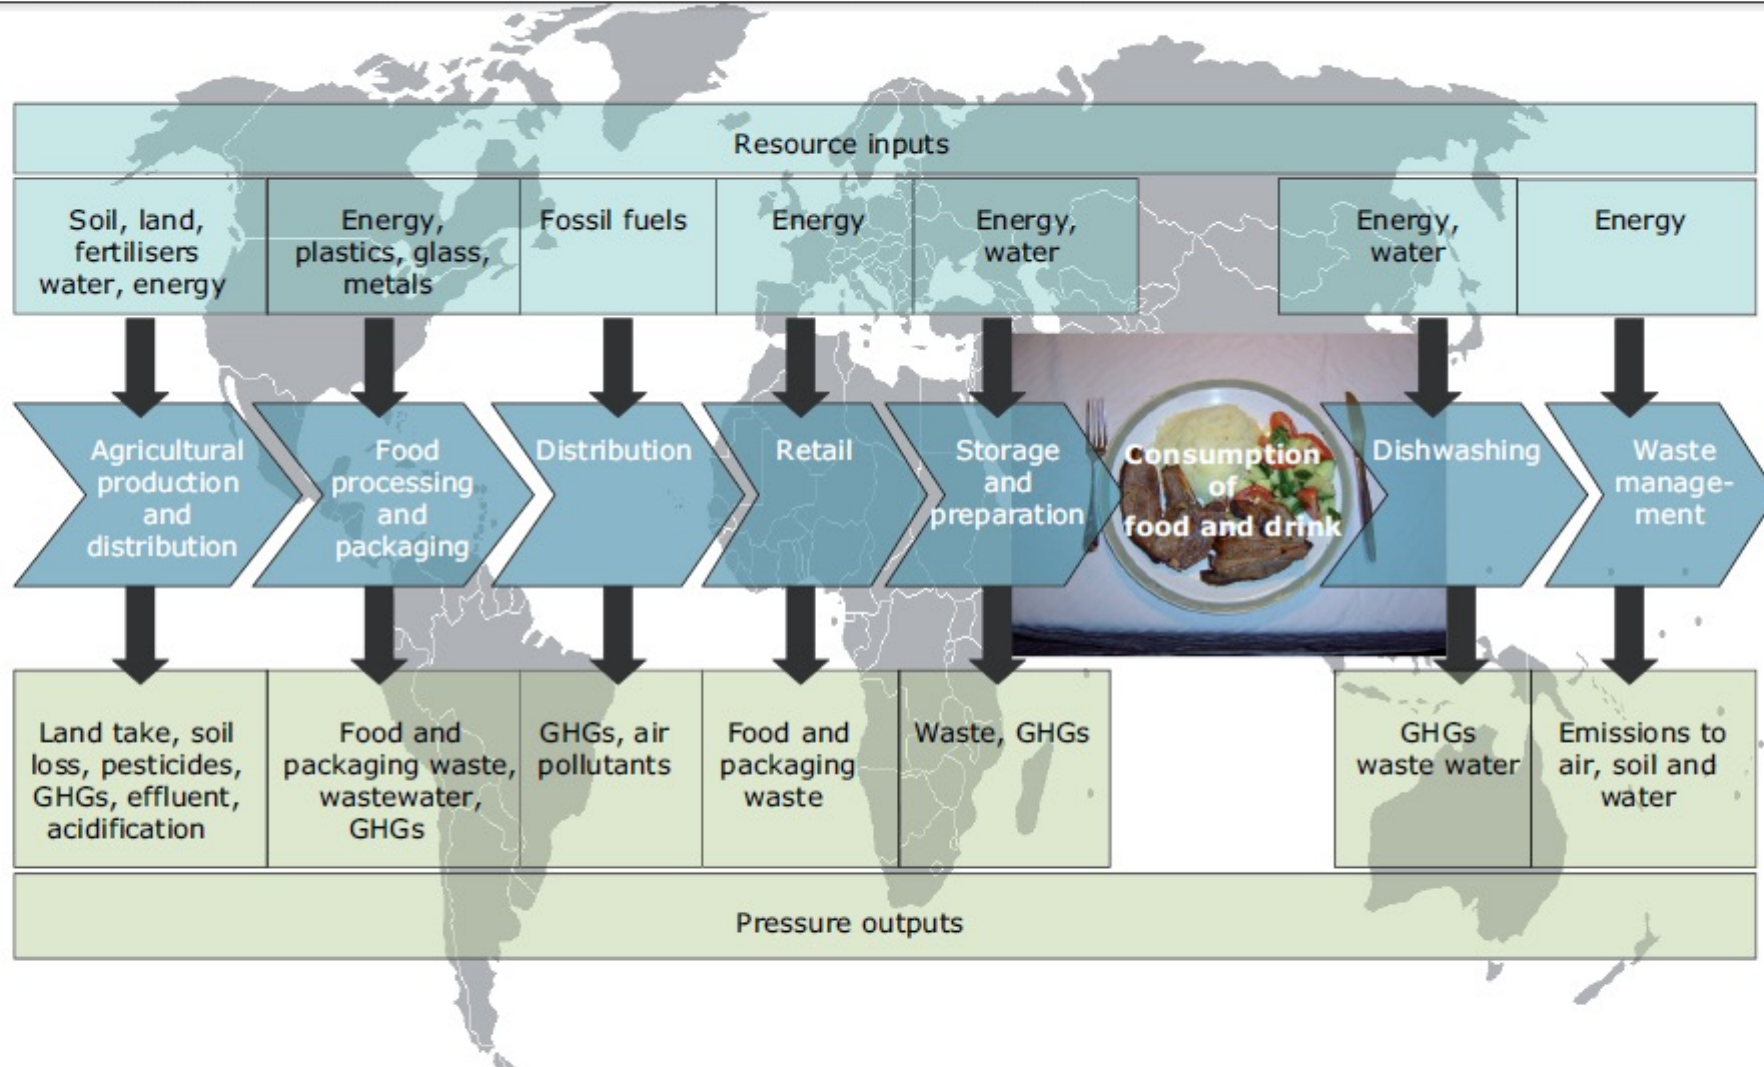 Resource inputs
Soil, land,
fertilisers
water, energy
Energy,
plastics, glass,
metals
Fossil fuels
Energy
Energy,
water
Energy,
water
Energy
Agricultural
production
and
distribution
Food
processing
and
packaging
Distribution
Retail
Storage
and
preparation
Consumption
of
food and drink
Dishwashing
Waste
manage-
ment
Land take, soil
loss, pesticides,
GHGs, effluent,
acidification
Food and
packaging waste,
wastewater,
GHGs
GHGs, air
pollutants
Food and
packaging
waste
Waste, GHGs
GHGs
waste water
Emissions to
air, soil and
water
Pressure outputs